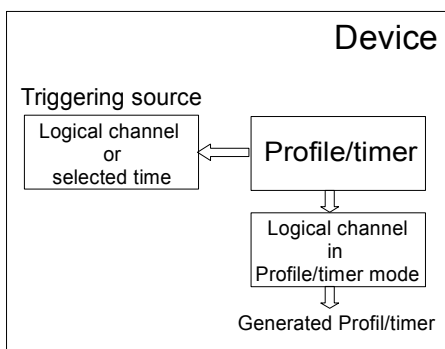 Device
Triggering source
Logical channel
or
selected time
Profile/timer
Logical channel
in
Profile/timer mode
Generated Profil/timer